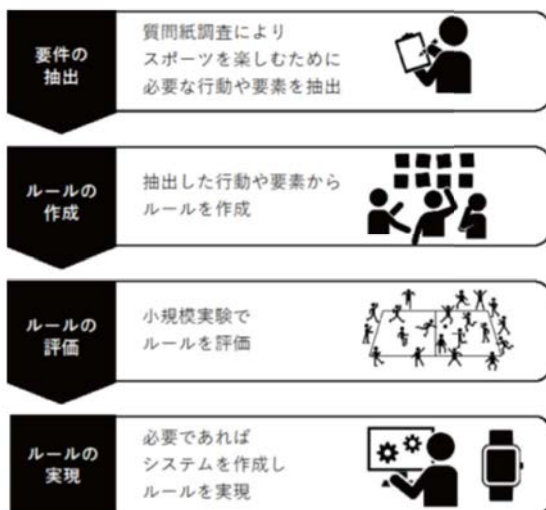 要件の
抽出
質問紙調査により
スポーツを楽しむために
必要な行動や要素を抽出
ルールの
作成
抽出した行動や要素から
ルールを作成
ルールの
評価
小規模実験で
ルールを評価
ルールの
実現
必要であれば
システムを作成し
ルールを実現